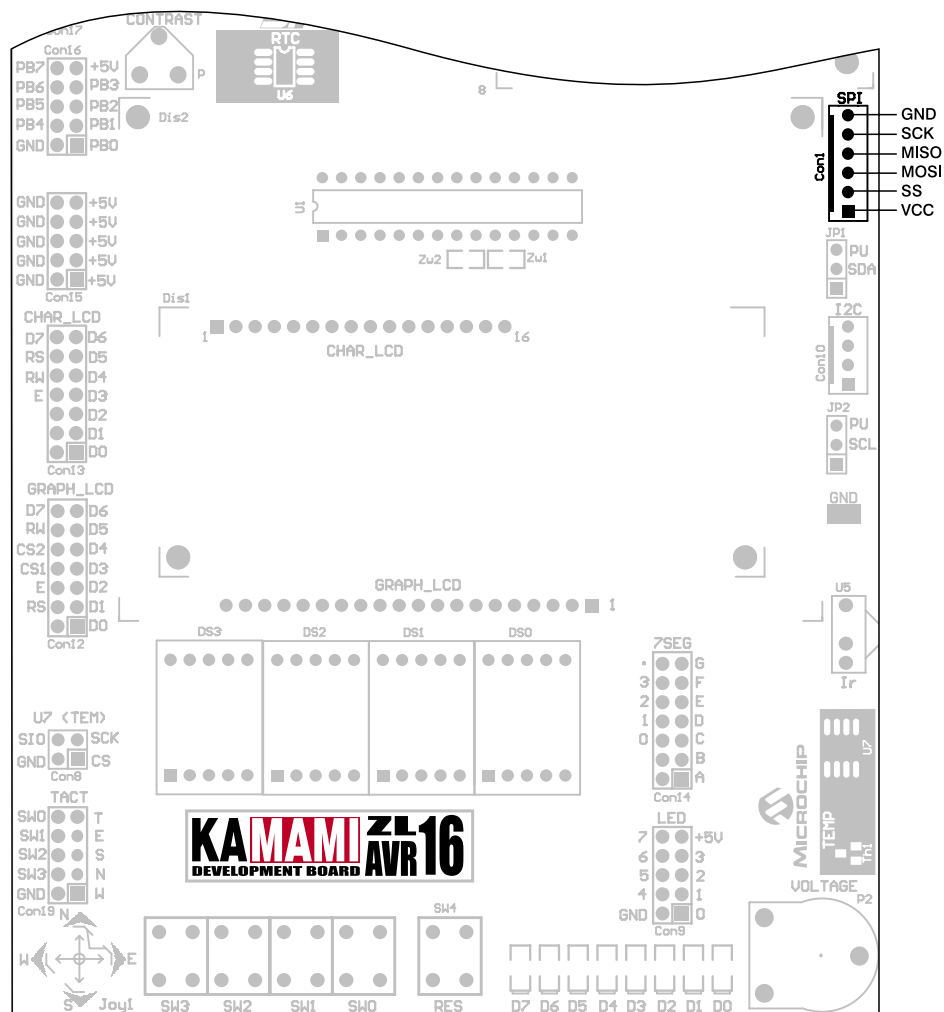 CONTRAST
P
RTC
U6
8
Con17
Con16
PB7 +5V
PB6 PB3
PB5 PB2
PB4 PB1
GND PB0
Dis2
SPI
Con1
GND
SCK
MISO
MOSI
SS
VCC
U1
Zw2
Zw1
GND +5V
GND +5V
GND +5V
GND +5V
GND +5V
Con15
JP1
PU
SDA
I2C
Con10
JP2
PU
SCL
GND
Dis1
1
16
CHAR_LCD
CHAR_LCD
D7 D6
RS D5
RW D4
E D3
D2
D1
D0
Con13
GRAPH_LCD
D7 D6
RW D5
CS2 D4
CS1 D3
E D2
RS D1
D0
Con12
GRAPH_LCD
1
U5
Ir
DS3
DS2
DS1
DS0
7SEG
. G
3 F
2 E
1 D
0 C
B
A
Con14
U7 (TEM)
SIO SCK
GND CS
Con8
TACT
SW0 T
SW1 E
SW2 S
SW3 N
GND W
Con19
KAMAMI
DEVELOPMENT BOARD
ZL
AVR
16
LED
7 +5V
6 3
5 2
4 1
GND 0
Con9
MICROCHIP
U7
TEMP
Th1
VOLTAGE
P2
N
W
E
S
Joy1
SW3
SW2
SW1
SW0
SW4
RES
D7
D6
D5
D4
D3
D2
D1
D0